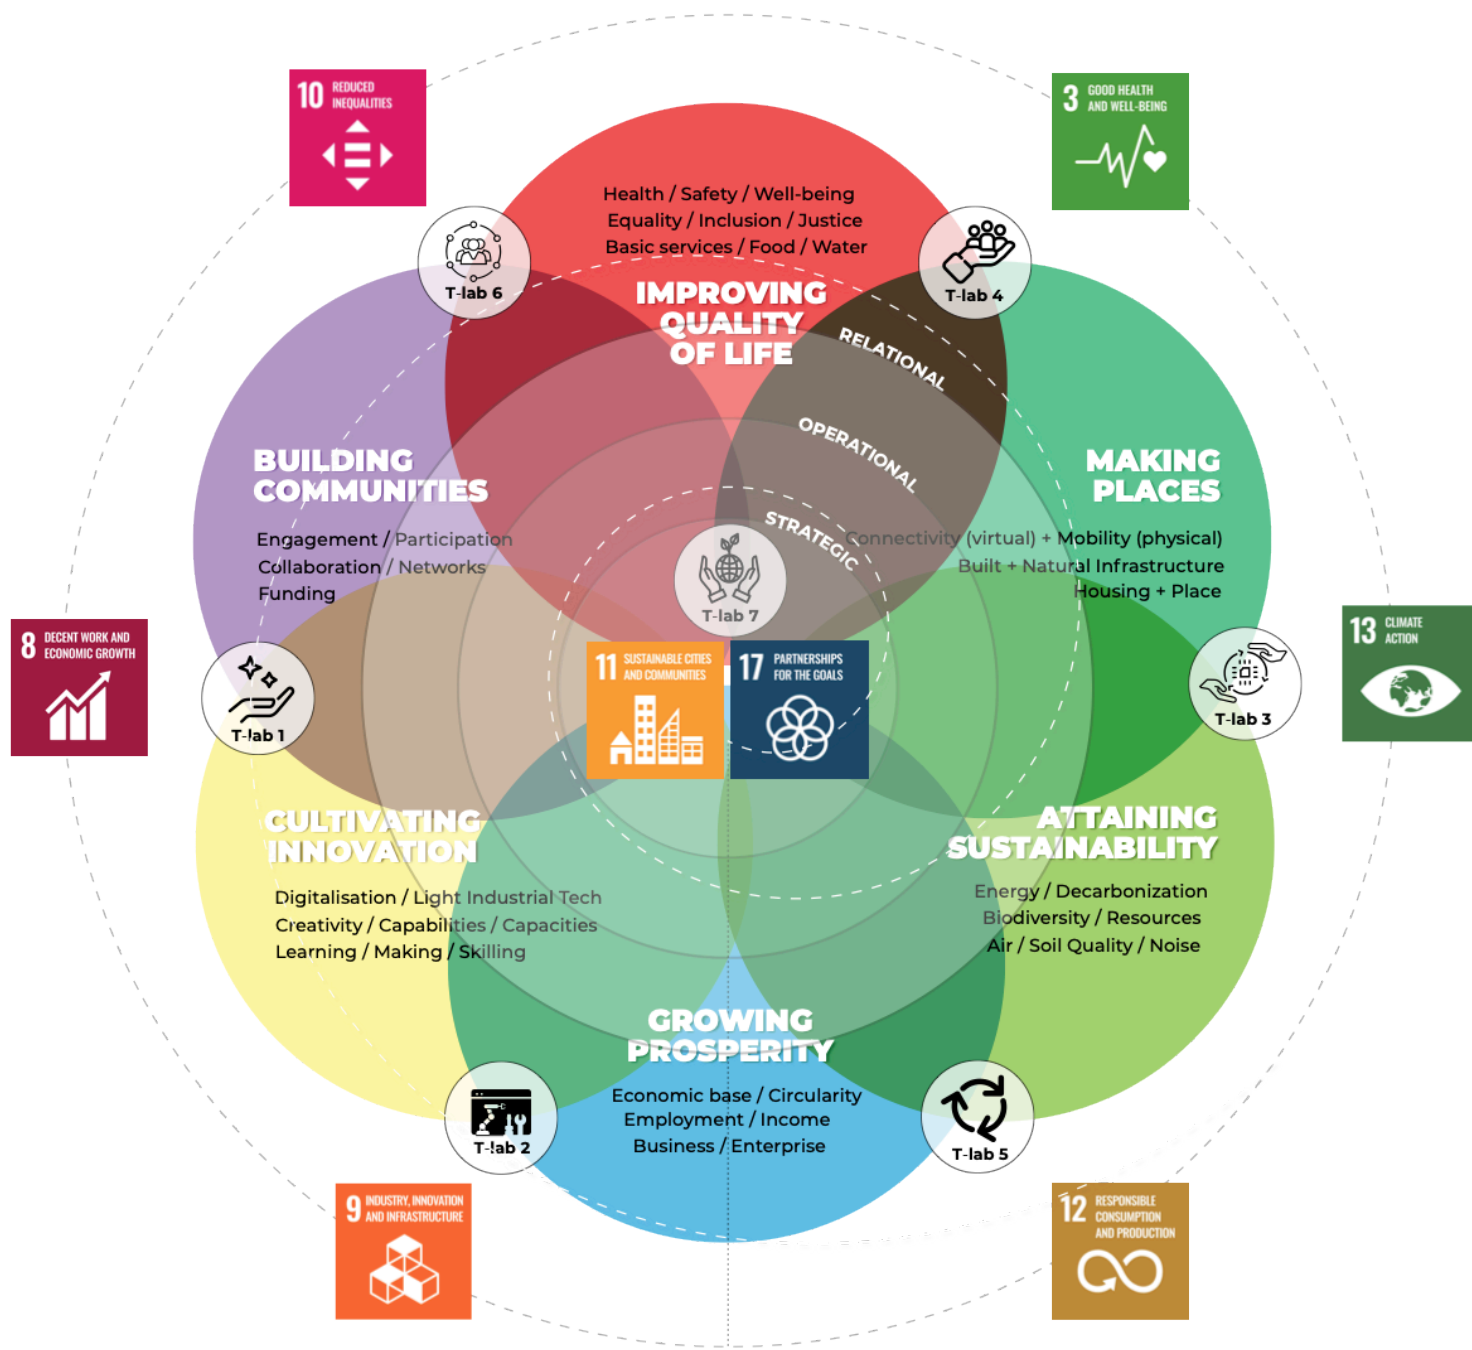 10 REDUCED
INEQUALITIES
3 GOOD HEALTH
AND WELL-BEING
Health / Safety / Well-being
Equality / Inclusion / Justice
Basic services / Food / Water
IMPROVING
QUALITY
OF LIFE
T-lab 6
T-lab 4
RELATIONAL
OPERATIONAL
STRATEGIC
BUILDING
COMMUNITIES
Engagement / Participation
Collaboration / Networks
Funding
MAKING
PLACES
Connectivity (virtual) + Mobility (physical)
Built + Natural Infrastructure
Housing + Place
T-lab 7
8 DECENT WORK AND
ECONOMIC GROWTH
T-lab 1
11 SUSTAINABLE CITIES
AND COMMUNITIES
17 PARTNERSHIPS
FOR THE GOALS
T-lab 3
13 CLIMATE
ACTION
CULTIVATING
INNOVATION
Digitalisation / Light Industrial Tech
Creativity / Capabilities / Capacities
Learning / Making / Skilling
ATTAINING
SUSTAINABILITY
Energy / Decarbonization
Biodiversity / Resources
Air / Soil Quality / Noise
GROWING
PROSPERITY
Economic base / Circularity
Employment / Income
Business / Enterprise
T-lab 2
T-lab 5
9 INDUSTRY, INNOVATION
AND INFRASTRUCTURE
12 RESPONSIBLE
CONSUMPTION
AND PRODUCTION